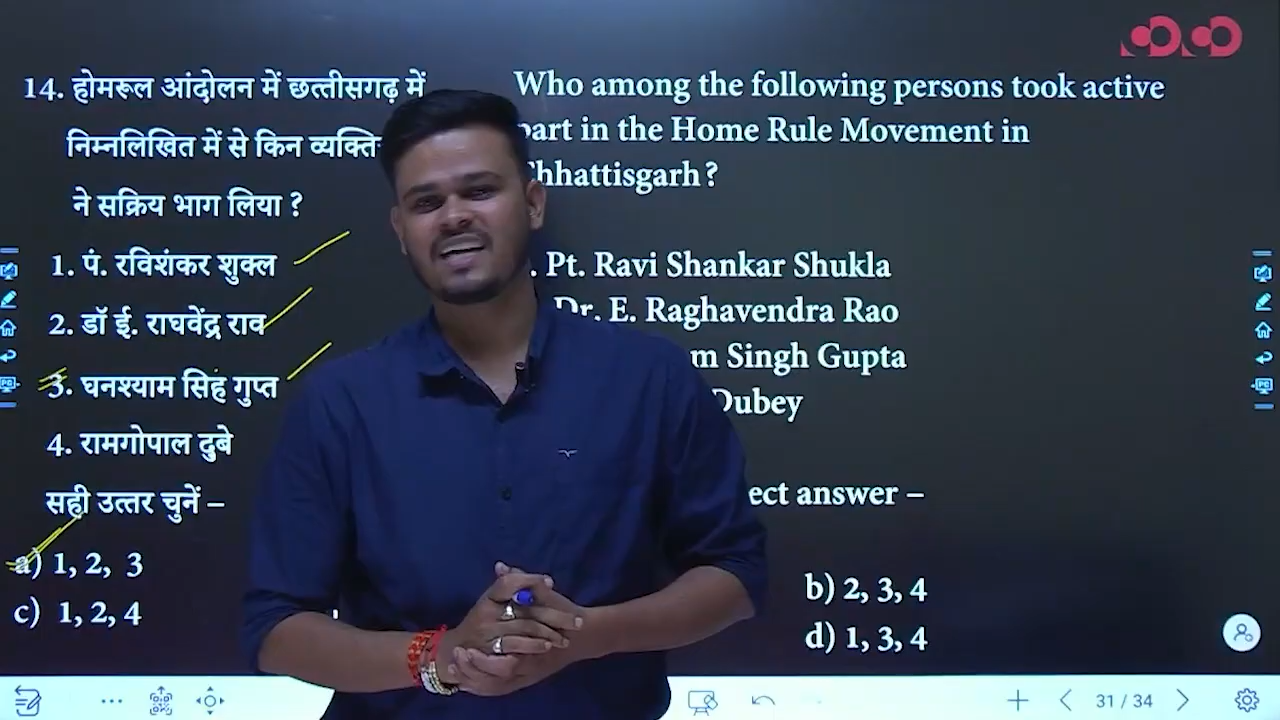 14. होमरूल आंदोलन में छत्तीसगढ़ में
निम्नलिखित में से किन
ने सक्रिय भाग लिया ?
1. पं. रविशंकर शुक्ल
2. डॉ ई. राघवेंद्र राव
3. घनश्याम सिंह गुप्त
4. रामगोपाल दुबे
सही उत्तर चुनें –
a) 1, 2, 3
c) 1, 2, 4
Who among the following persons took active
part in the Home Rule Movement in
Chhattisgarh?
. Pt. Ravi Shankar Shukla
Dr. E. Raghavendra Rao
Singh Gupta
Dubey
answer –
b) 2, 3, 4
d) 1, 3, 4
31 / 34